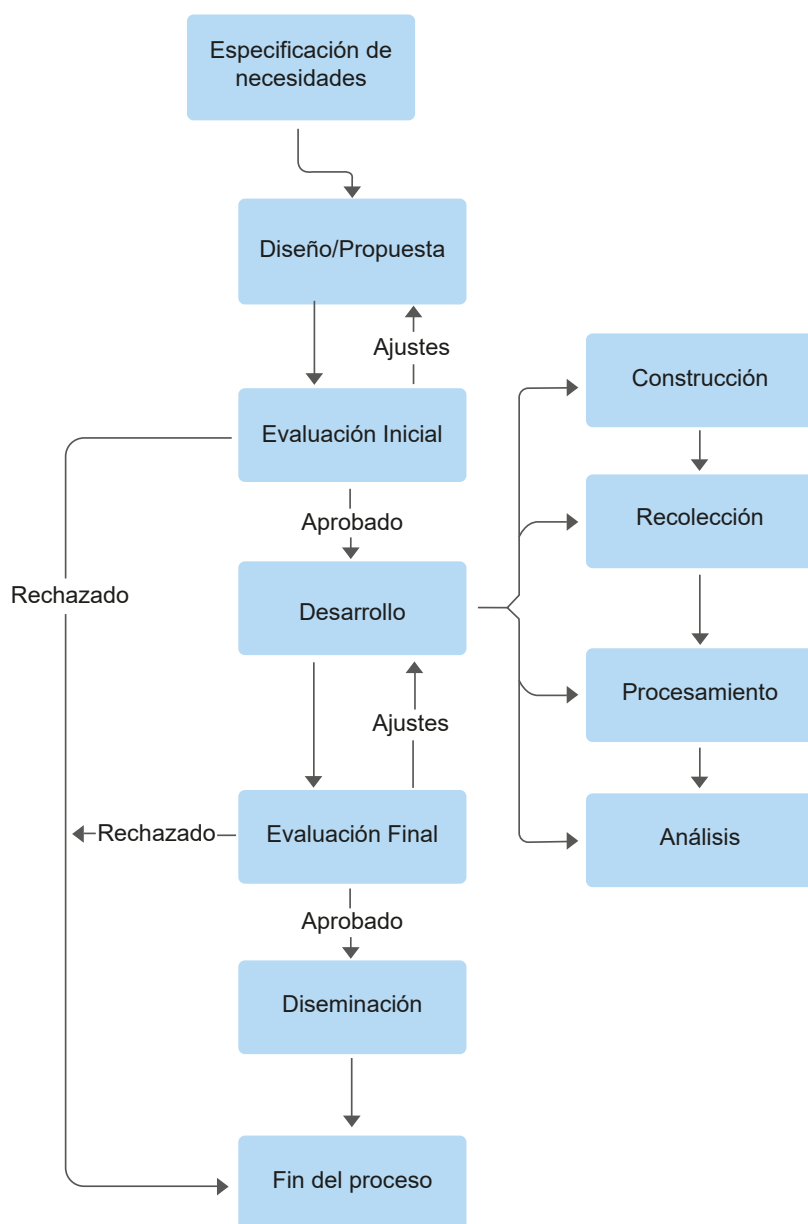 Especificación de
necesidades
Diseño/Propuesta
Ajustes
Evaluación Inicial
Aprobado
Rechazado
Desarrollo
Ajustes
Rechazado
Evaluación Final
Aprobado
Diseminación
Fin del proceso
Construcción
Recolección
Procesamiento
Análisis